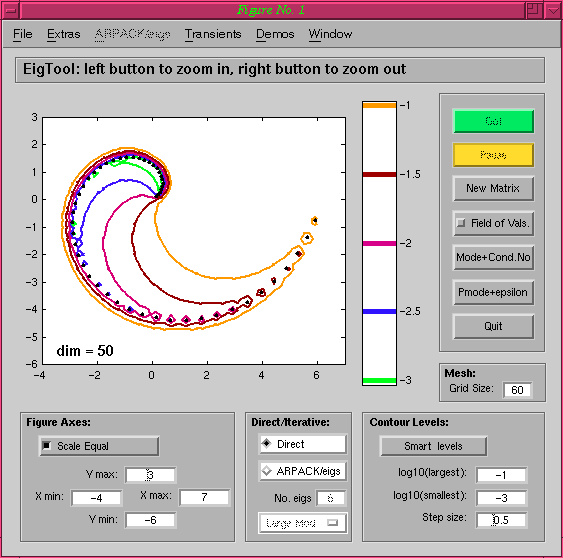 Figure No. 1
File Extras ARPACK/eigs Transients Demos Window
EigTool: left button to zoom in, right button to zoom out
3
2
1
0
−1
−2
−3
−4
−5
−6
−4 −2 0 2 4 6
dim = 50
−1
−1.5
−2
−2.5
−3
Go!
Pause
New Matrix
Field of Vals.
Mode+Cond.No
Pmode+epsilon
Quit
Mesh:
Grid Size: 60
Figure Axes:
Scale Equal
Y max: 3
X min: −4 X max: 7
Y min: −6
Direct/Iterative:
Direct
ARPACK/eigs
No. eigs 6
Large Mod
Contour Levels:
Smart levels
log10(largest): −1
log10(smallest): −3
Step size: 0.5